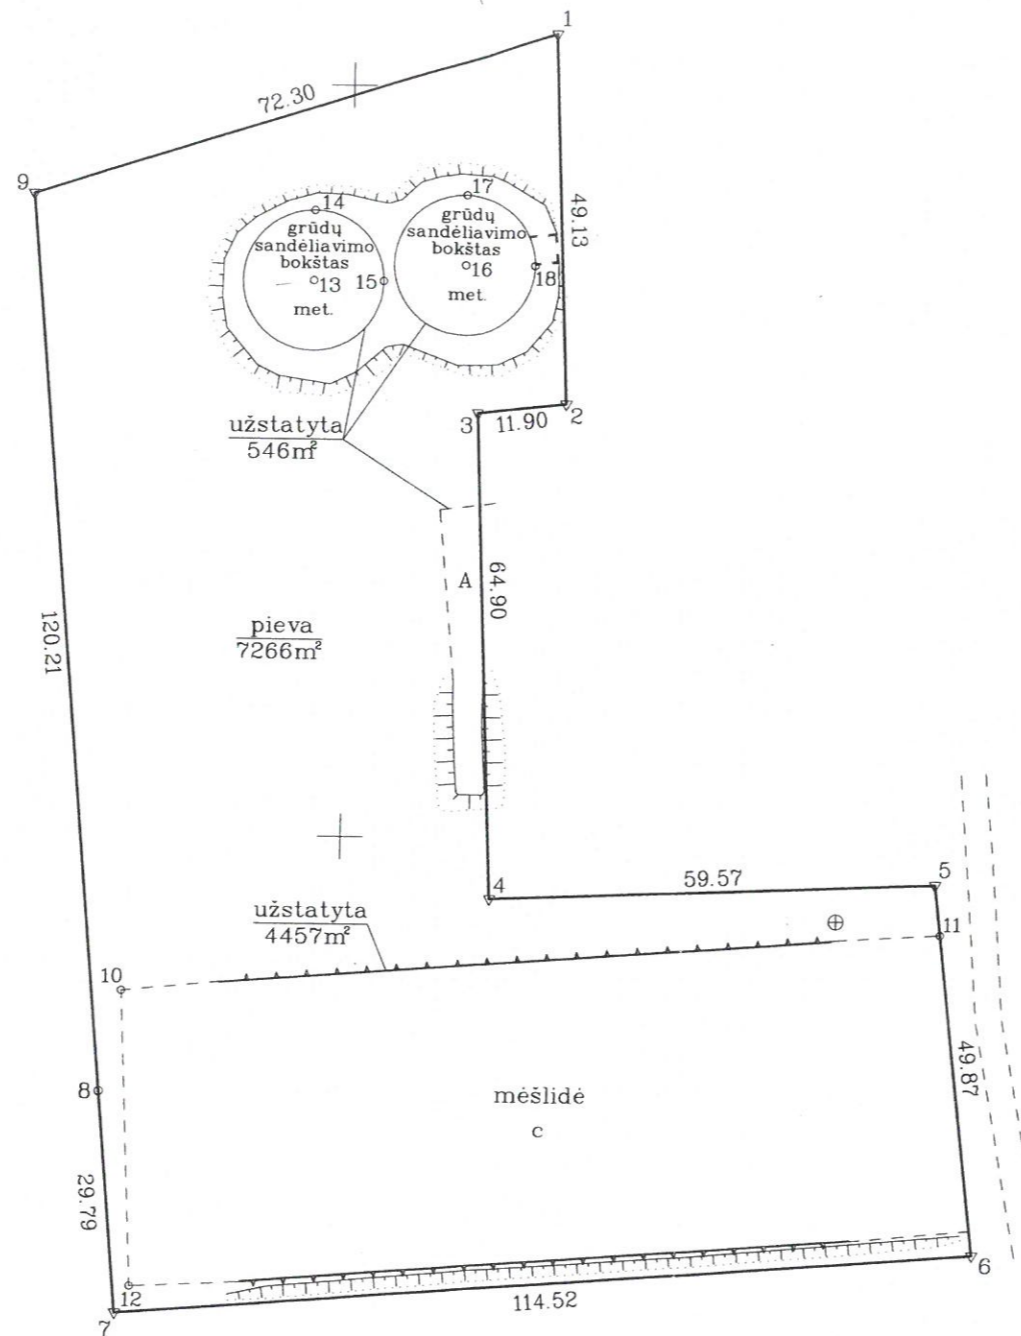 1
72.30
9
17
14
grūdų
sandėliavimo
bokštas
13
met.
15
grūdų
sandėliavimo
bokštas
16
met.
18
49.13
2
3
11.90
užstatyta
546m²
A
64.90
pieva
7266m²
120.21
4
59.57
5
užstatyta
4457m²
11
10
8
mėšlidė
c
49.87
29.79
12
7
114.52
6